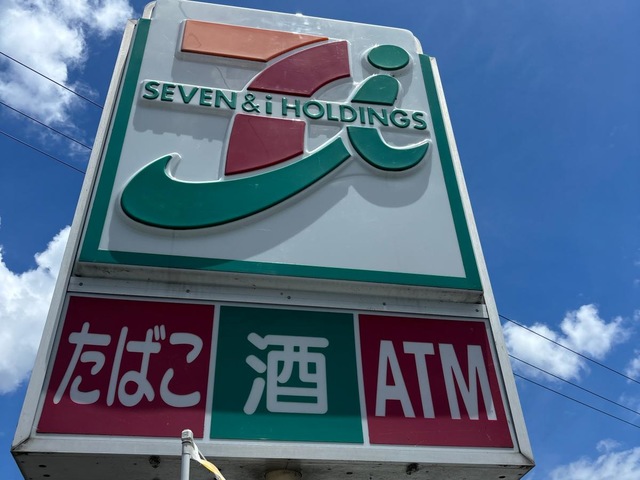 SEVEN & i HOLDINGS
たばこ
酒
ATM